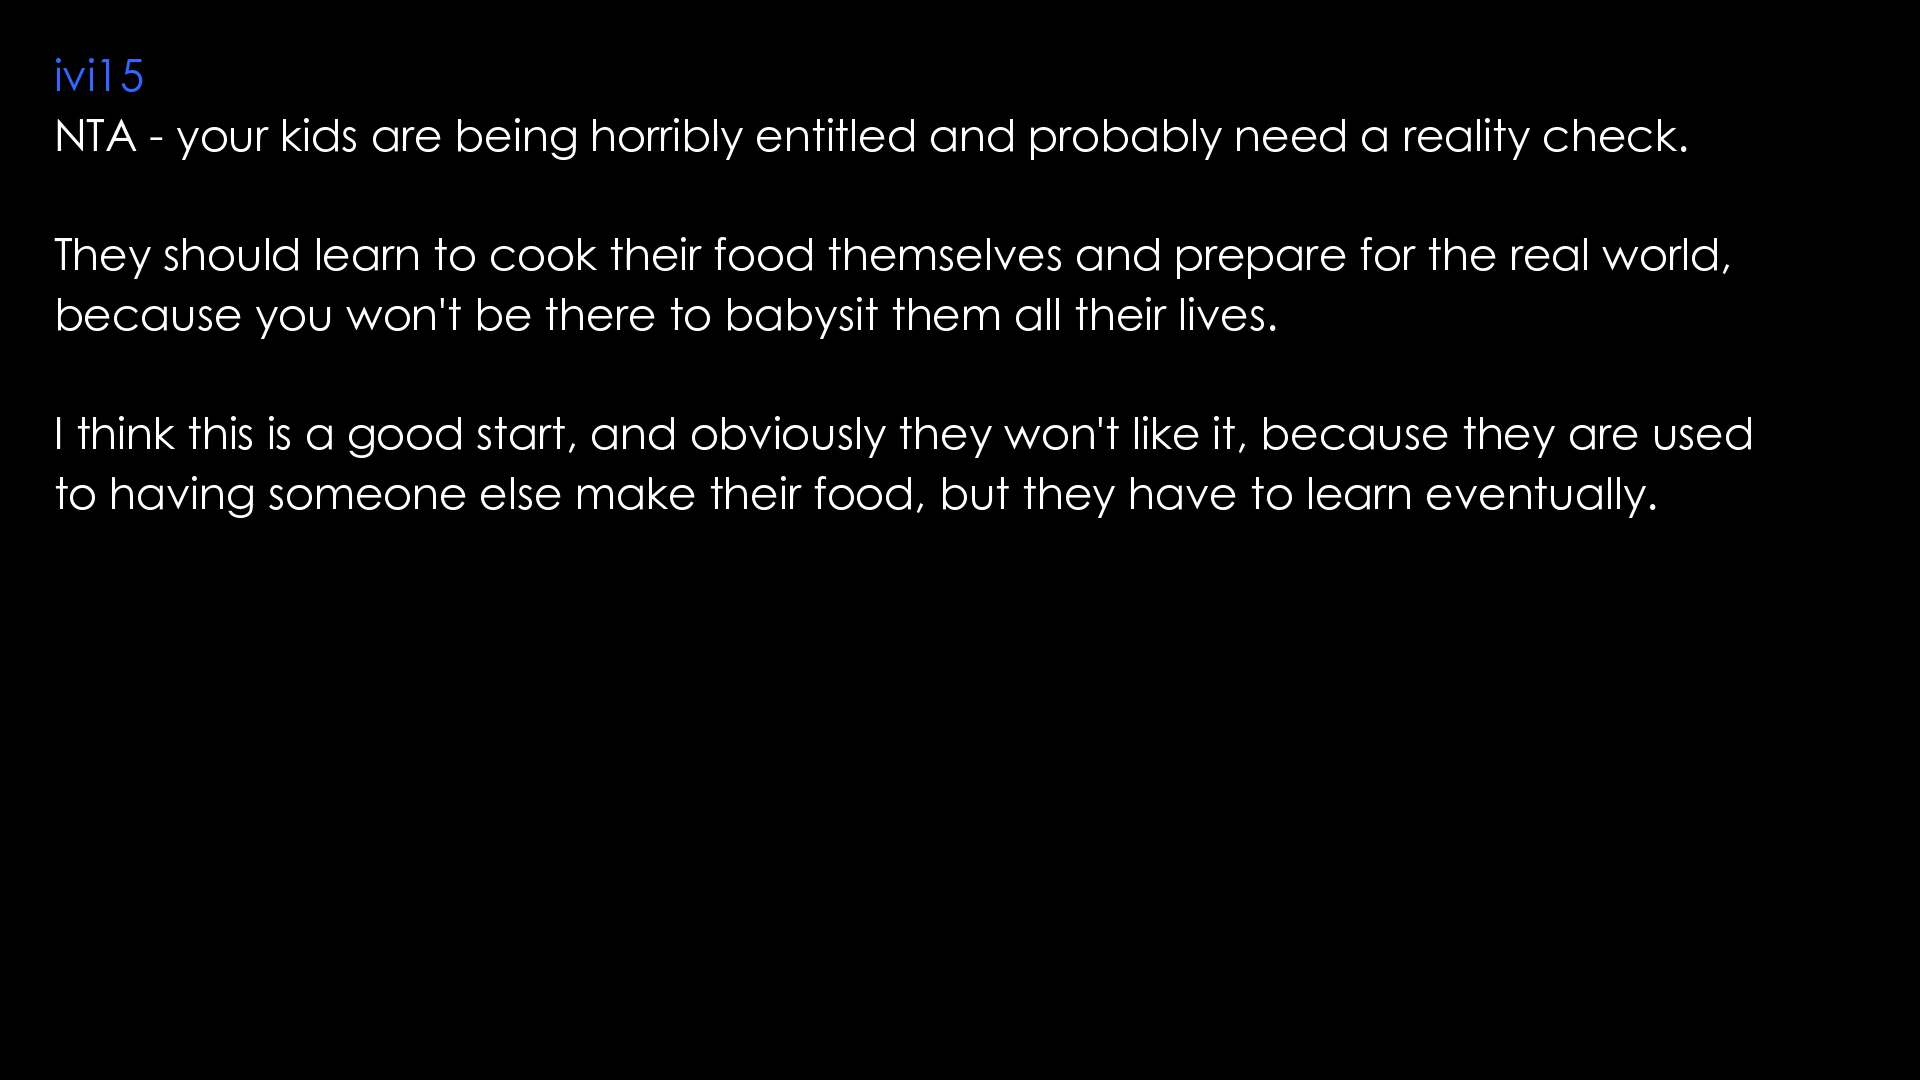 ivi15
NTA - your kids are being horribly entitled and probably need a reality check.
They should learn to cook their food themselves and prepare for the real world,
because you won't be there to babysit them all their lives.
I think this is a good start, and obviously they won't like it, because they are used
to having someone else make their food, but they have to learn eventually.